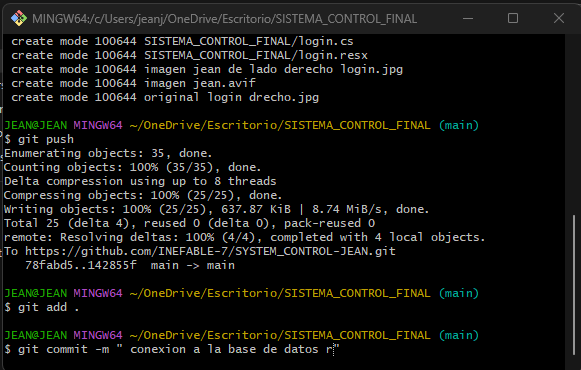 MINGW64:/c/Users/jeanj/OneDrive/Escritorio/SISTEMA_CONTROL_FINAL
create mode 100644 SISTEMA_CONTROL_FINAL/login.cs
create mode 100644 SISTEMA_CONTROL_FINAL/login.resx
create mode 100644 imagen jean de lado derecho login.jpg
create mode 100644 imagen jean.avif
create mode 100644 original login drecho.jpg
JEAN@JEAN MINGW64 ~/OneDrive/Escritorio/SISTEMA_CONTROL_FINAL (main)
$ git push
Enumerating objects: 35, done.
Counting objects: 100% (35/35), done.
Delta compression using up to 8 threads
Compressing objects: 100% (25/25), done.
Writing objects: 100% (25/25), 637.87 KiB | 8.74 MiB/s, done.
Total 25 (delta 4), reused 0 (delta 0), pack-reused 0
remote: Resolving deltas: 100% (4/4), completed with 4 local objects.
To https://github.com/INEFABLE-7/SYSTEM_CONTROL-JEAN.git
78fabd5..142855f main -> main
JEAN@JEAN MINGW64 ~/OneDrive/Escritorio/SISTEMA_CONTROL_FINAL (main)
$ git add .
JEAN@JEAN MINGW64 ~/OneDrive/Escritorio/SISTEMA_CONTROL_FINAL (main)
$ git commit -m " conexion a la base de datos r"